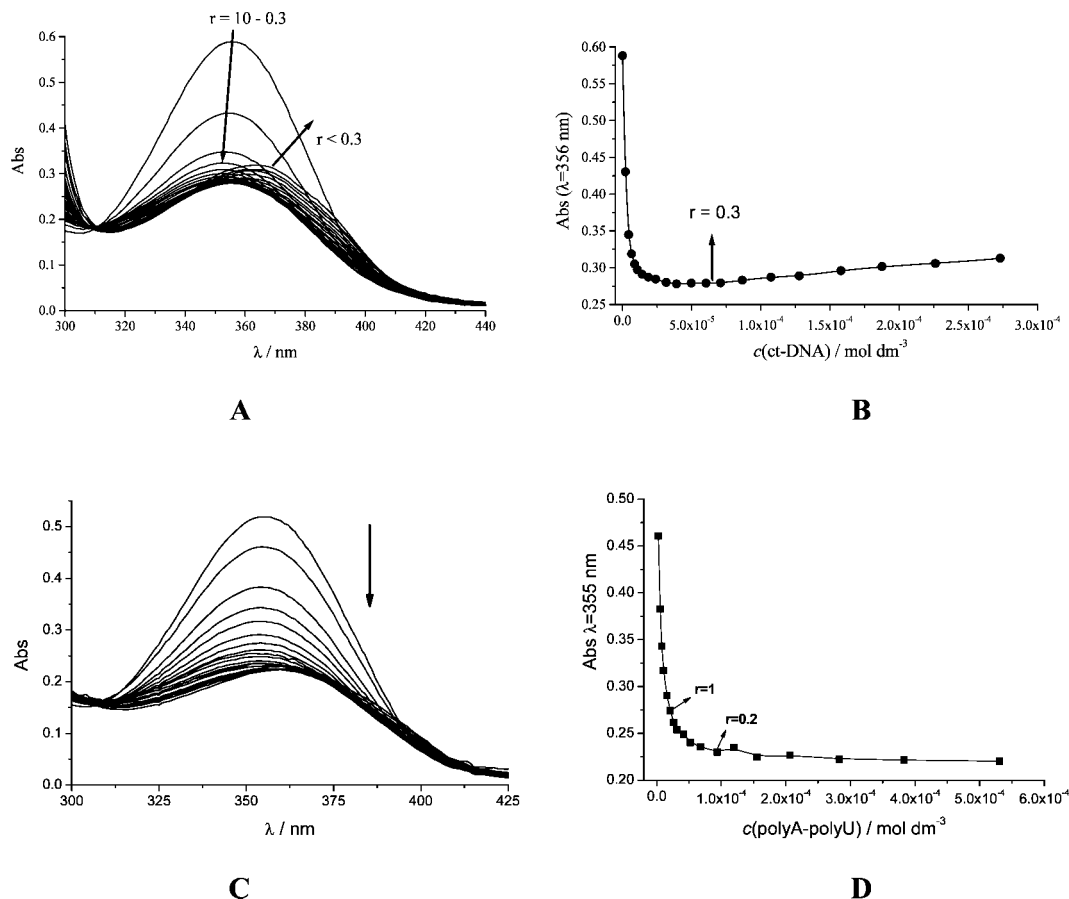 r = 10 - 0.3
0.6
0.5
0.4
0.3
0.2
0.1
0.0
Abs
r < 0.3
300 320 340 360 380 400 420 440
λ / nm
A
0.60
0.55
0.50
0.45
0.40
0.35
0.30
0.25
Abs (λ=356 nm)
r = 0.3
0.0 5.0x10⁻⁵ 1.0x10⁻⁴ 1.5x10⁻⁴ 2.0x10⁻⁴ 2.5x10⁻⁴ 3.0x10⁻⁴
c(ct-DNA) / mol dm⁻³
B
0.5
0.4
0.3
0.2
0.1
0.0
Abs
300 325 350 375 400 425
λ / nm
C
0.50
0.45
0.40
0.35
0.30
0.25
0.20
Abs λ=355 nm
r=1
r=0.2
0.0 1.0x10⁻⁴ 2.0x10⁻⁴ 3.0x10⁻⁴ 4.0x10⁻⁴ 5.0x10⁻⁴ 6.0x10⁻⁴
c(polyA-polyU) / mol dm⁻³
D